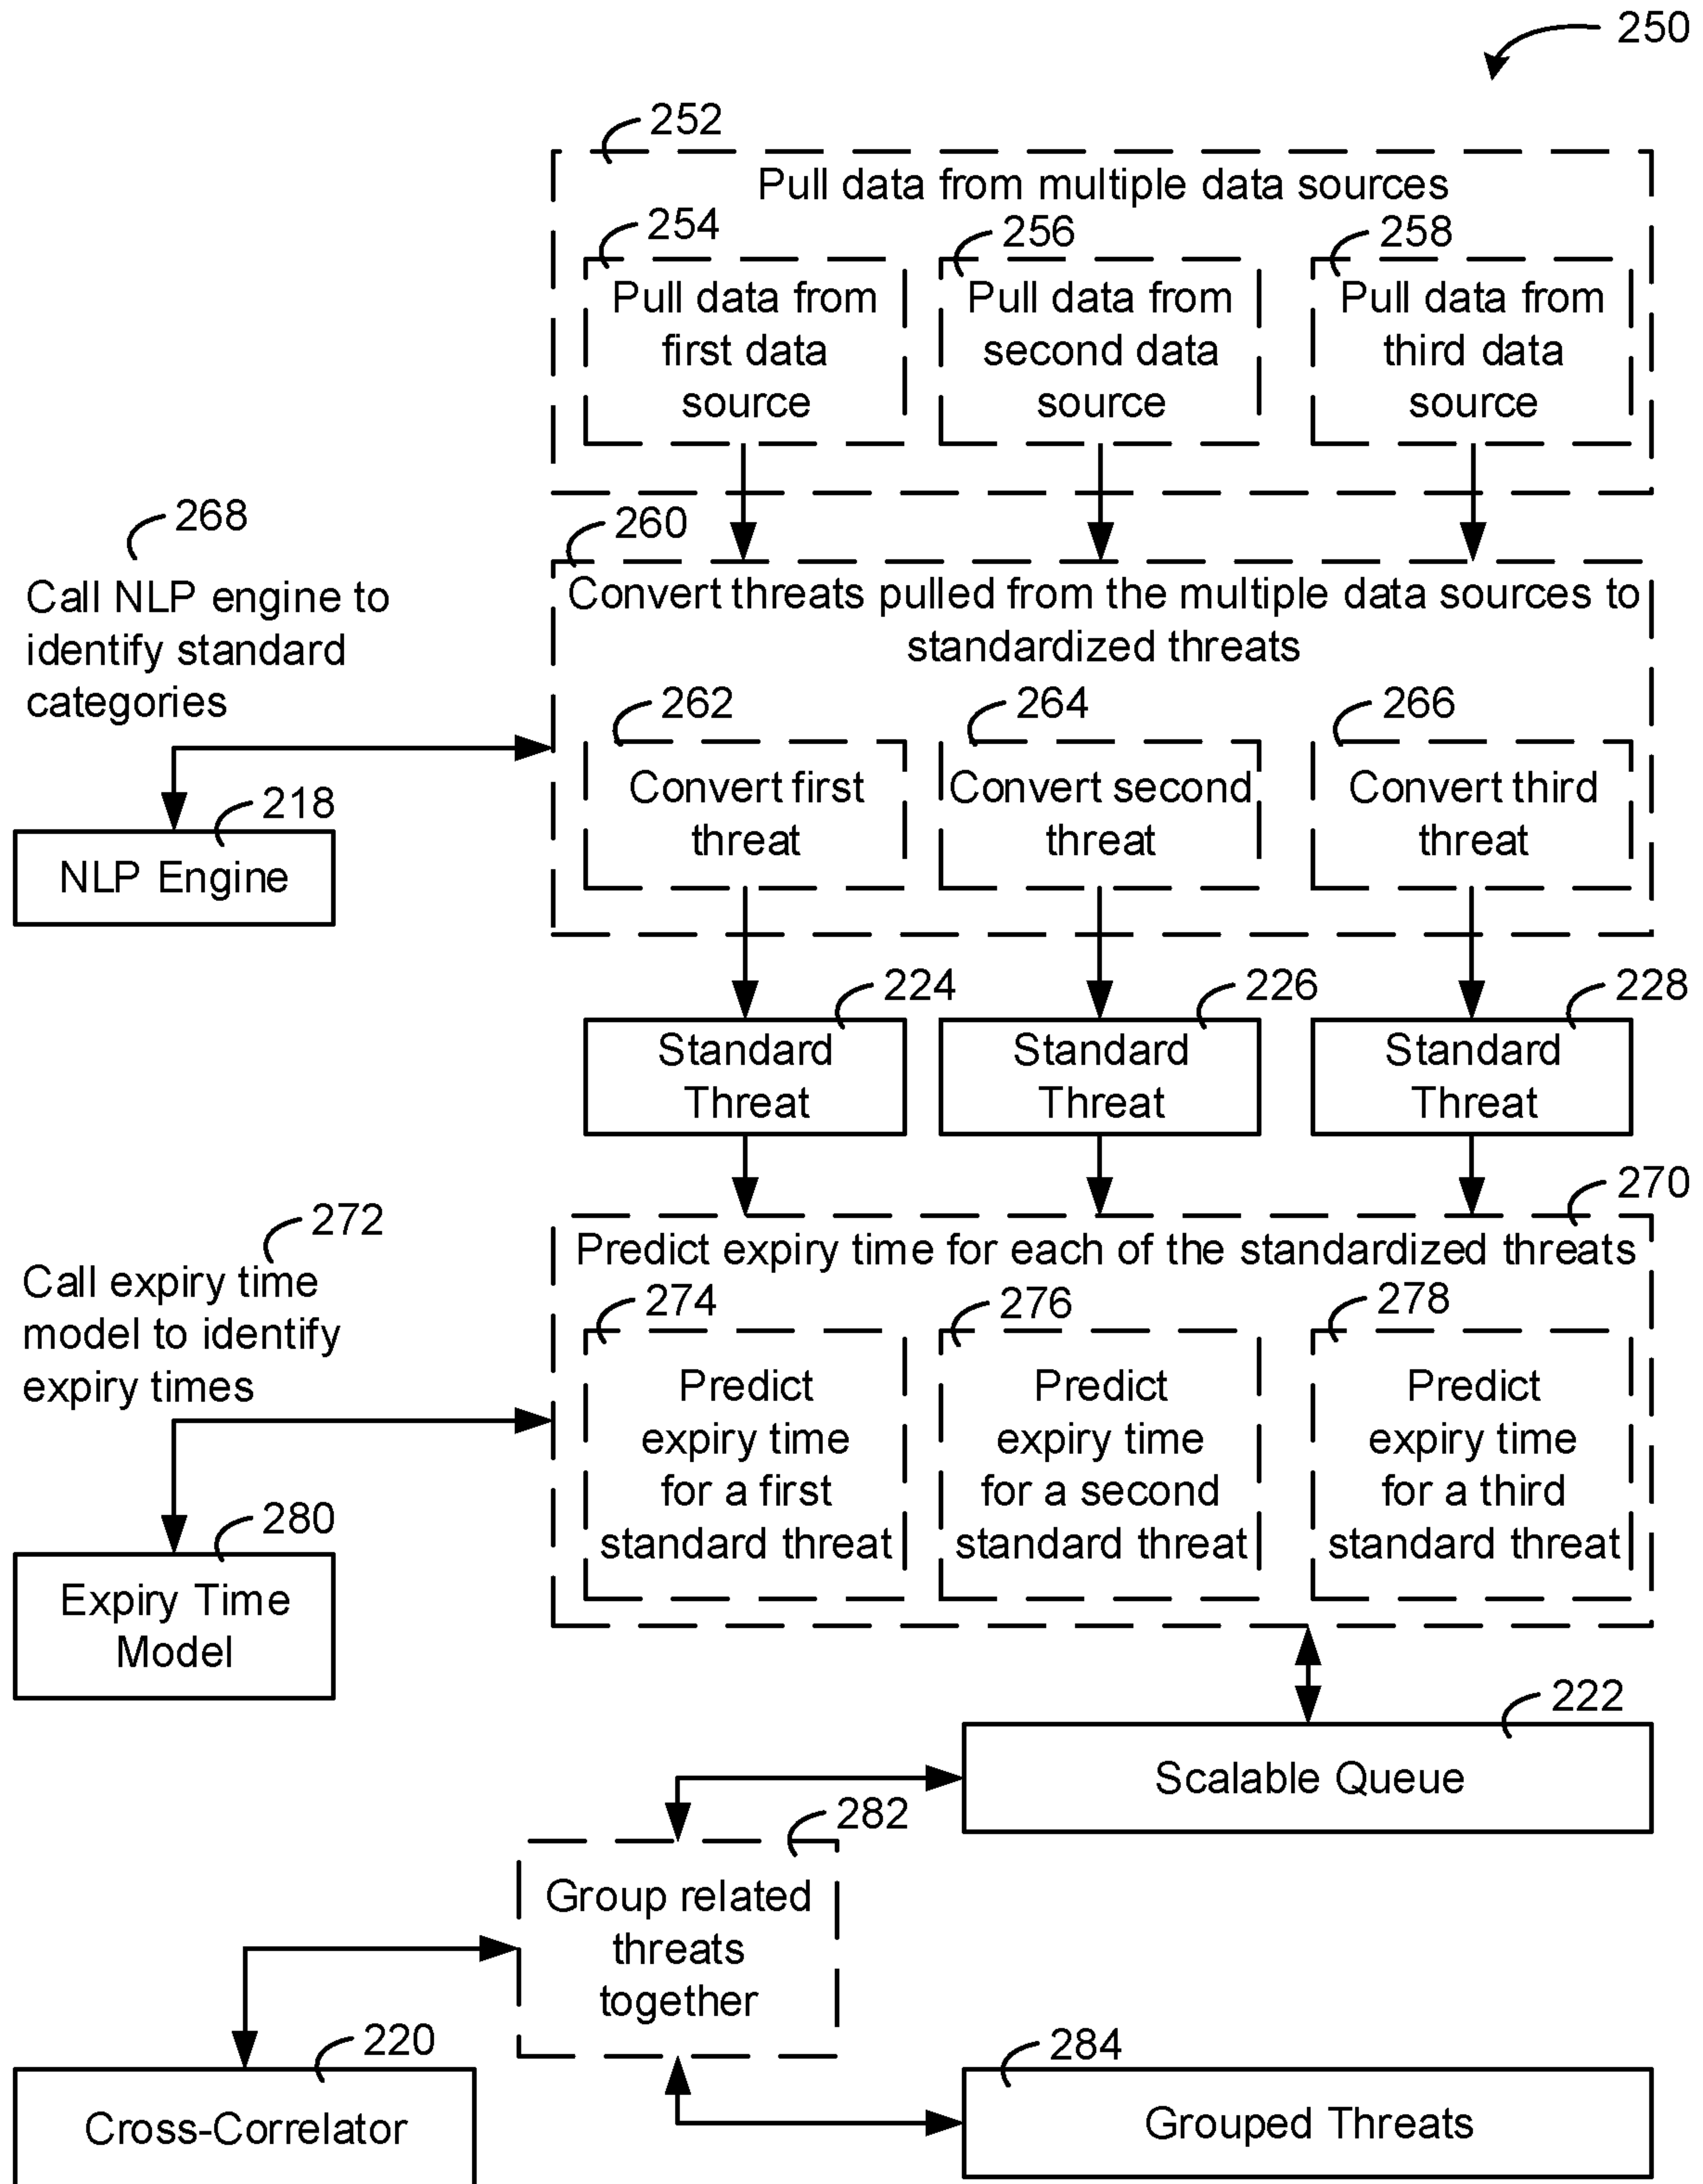 250
252
Pull data from multiple data sources
254
256
258
Pull data from
first data
source
Pull data from
second data
source
Pull data from
third data
source
268
Call NLP engine to
identify standard
categories
260
Convert threats pulled from the multiple data sources to
standardized threats
262
264
266
Convert first
threat
Convert second
threat
Convert third
threat
218
NLP Engine
224
226
228
Standard
Threat
Standard
Threat
Standard
Threat
270
272
Call expiry time
model to identify
expiry times
Predict expiry time for each of the standardized threats
274
276
278
Predict
expiry time
for a first
standard threat
Predict
expiry time
for a second
standard threat
Predict
expiry time
for a third
standard threat
280
Expiry Time
Model
222
Scalable Queue
282
Group related
threats
together
220
Cross-Correlator
284
Grouped Threats